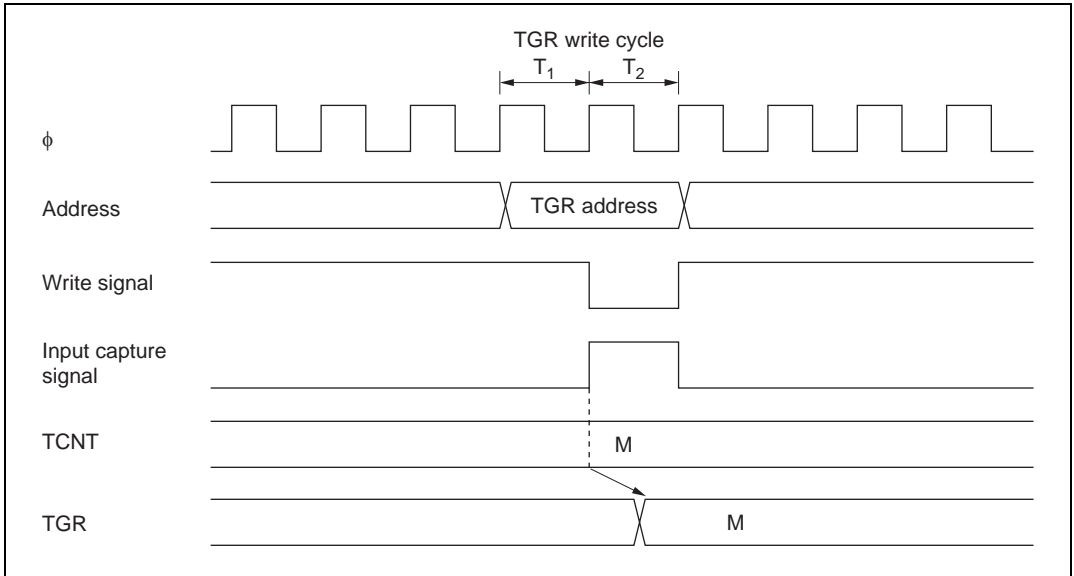 TGR write cycle
T1 T2
φ
Address
TGR address
Write signal
Input capture
signal
TCNT
M
TGR
M